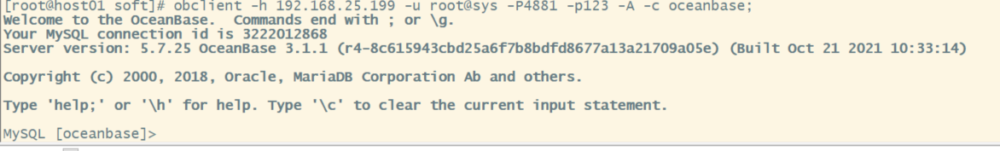 [root@host01 soft]# obclient -h 192.168.25.199 -u root@sys -P4881 -p123 -A -c oceanbase;
Welcome to the OceanBase.  Commands end with ; or \g.
Your MySQL connection id is 3222012868
Server version: 5.7.25 OceanBase 3.1.1 (r4-8c615943cbd25a6f7b8bdfd8677a13a21709a05e) (Built Oct 21 2021 10:33:14)
Copyright (c) 2000, 2018, Oracle, MariaDB Corporation Ab and others.
Type 'help;' or '\h' for help. Type '\c' to clear the current input statement.
MySQL [oceanbase]>